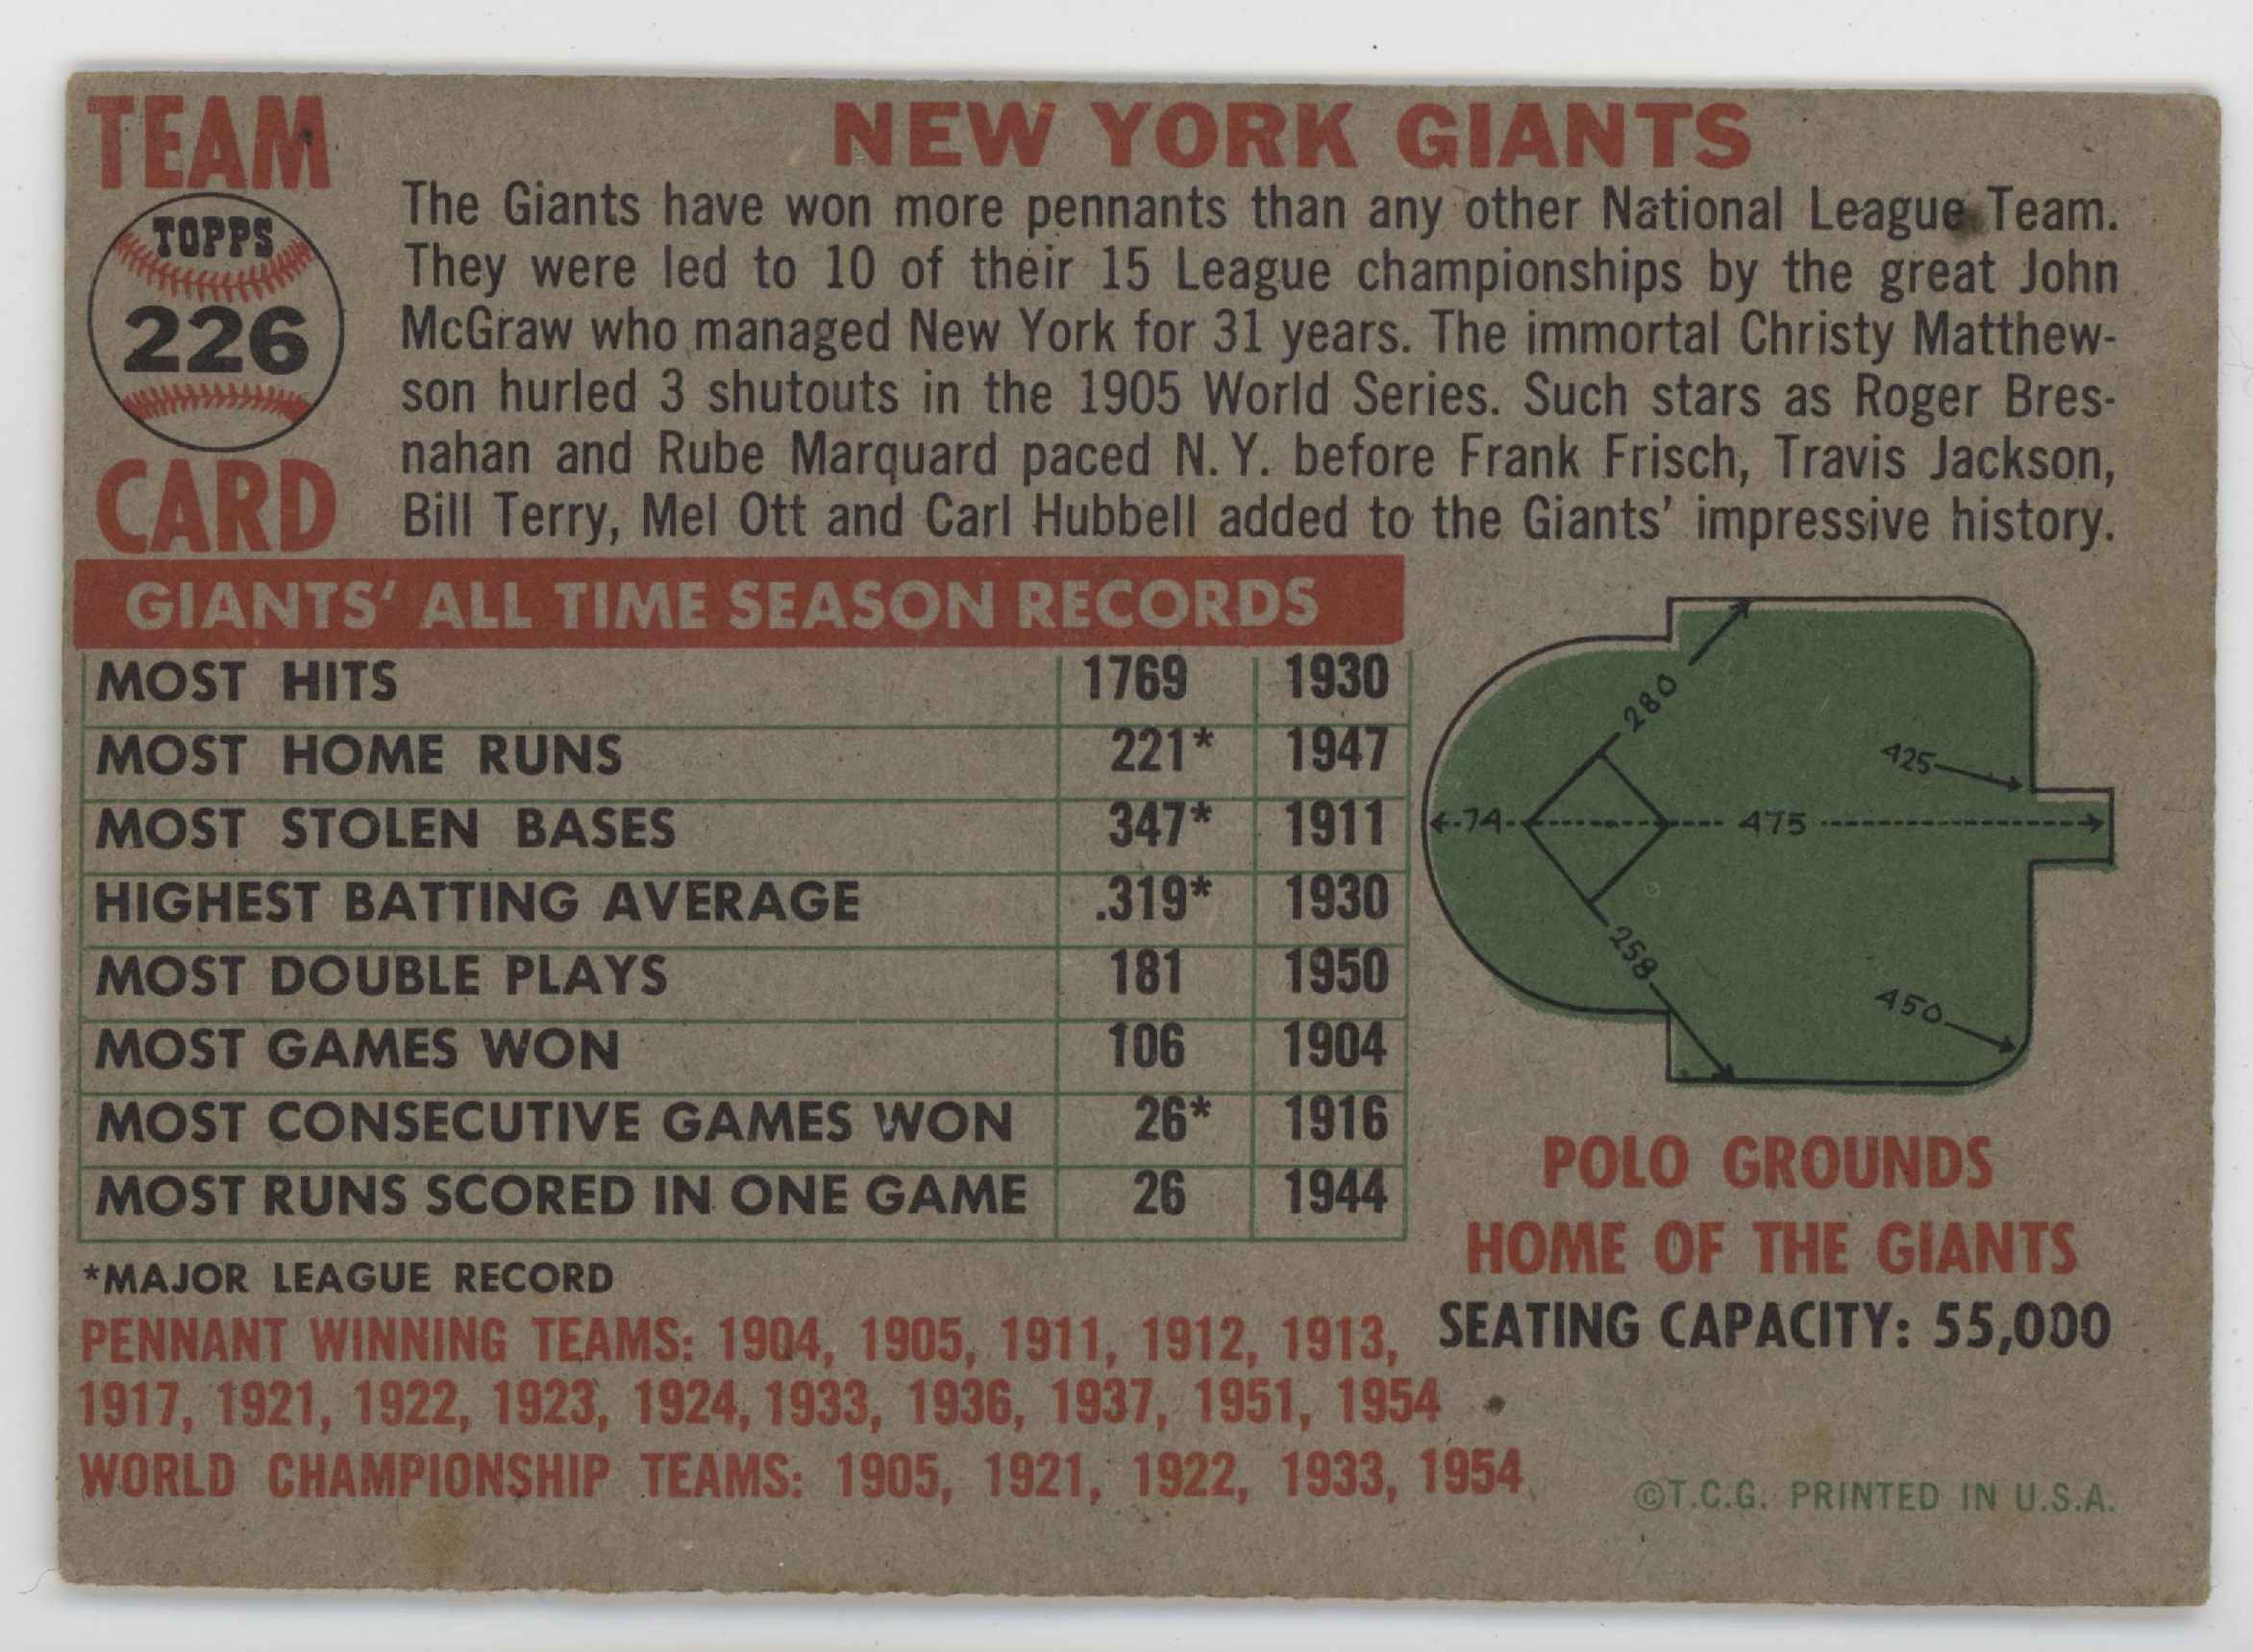 TEAM
TOPPS
226
CARD
NEW YORK GIANTS
The Giants have won more pennants than any other National League Team.
They were led to 10 of their 15 League championships by the great John
McGraw who managed New York for 31 years. The immortal Christy Matthew-
son hurled 3 shutouts in the 1905 World Series. Such stars as Roger Bres-
nahan and Rube Marquard paced N.Y. before Frank Frisch, Travis Jackson,
Bill Terry, Mel Ott and Carl Hubbell added to the Giants' impressive history.
GIANTS' ALL TIME SEASON RECORDS
MOST HITS 1769 1930
MOST HOME RUNS 221* 1947
MOST STOLEN BASES 347* 1911
HIGHEST BATTING AVERAGE .319* 1930
MOST DOUBLE PLAYS 181 1950
MOST GAMES WON 106 1904
MOST CONSECUTIVE GAMES WON 26* 1916
MOST RUNS SCORED IN ONE GAME 26 1944
*MAJOR LEAGUE RECORD
PENNANT WINNING TEAMS: 1904, 1905, 1911, 1912, 1913,
1917, 1921, 1922, 1923, 1924, 1933, 1936, 1937, 1951, 1954
WORLD CHAMPIONSHIP TEAMS: 1905, 1921, 1922, 1933, 1954
280
425
74
475
258
450
POLO GROUNDS
HOME OF THE GIANTS
SEATING CAPACITY: 55,000
©T.C.G. PRINTED IN U.S.A.